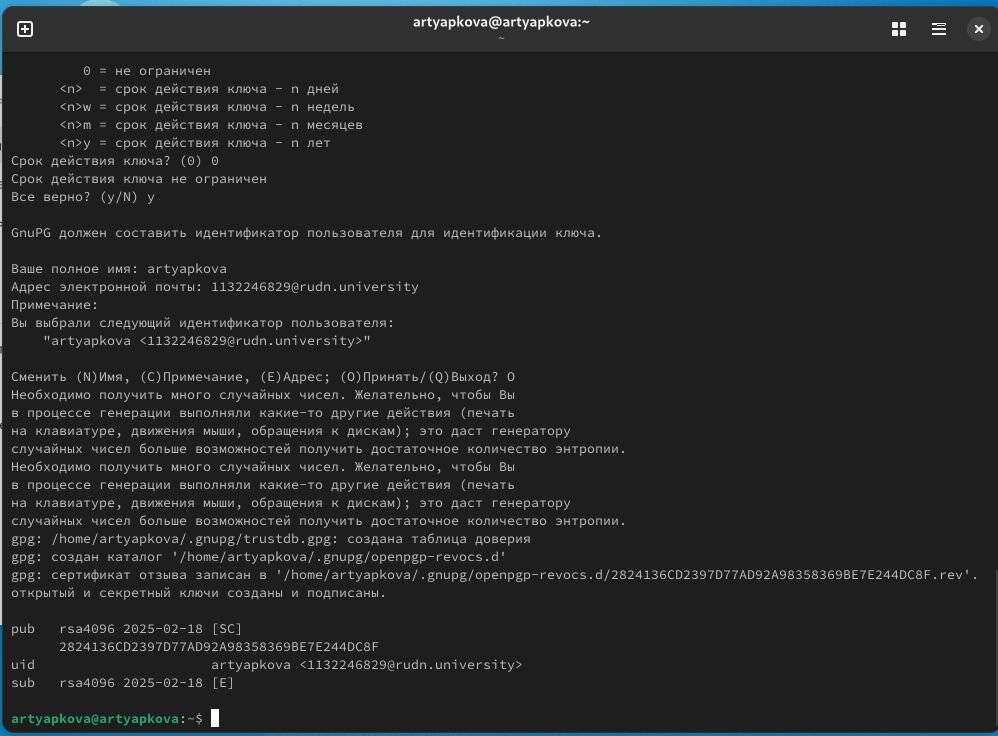 artyapkova@artyapkova:~
~
0 = не ограничен
<n>  = срок действия ключа - n дней
<n>w = срок действия ключа - n недель
<n>m = срок действия ключа - n месяцев
<n>y = срок действия ключа - n лет
Срок действия ключа? (0) 0
Срок действия ключа не ограничен
Все верно? (y/N) y
GnuPG должен составить идентификатор пользователя для идентификации ключа.
Ваше полное имя: artyapkova
Адрес электронной почты: 1132246829@rudn.university
Примечание:
Вы выбрали следующий идентификатор пользователя:
"artyapkova <1132246829@rudn.university>"
Сменить (N)Имя, (C)Примечание, (E)Адрес; (O)Принять/(Q)Выход? O
Необходимо получить много случайных чисел. Желательно, чтобы Вы
в процессе генерации выполняли какие-то другие действия (печать
на клавиатуре, движения мыши, обращения к дискам); это даст генератору
случайных чисел больше возможностей получить достаточное количество энтропии.
Необходимо получить много случайных чисел. Желательно, чтобы Вы
в процессе генерации выполняли какие-то другие действия (печать
на клавиатуре, движения мыши, обращения к дискам); это даст генератору
случайных чисел больше возможностей получить достаточное количество энтропии.
gpg: /home/artyapkova/.gnupg/trustdb.gpg: создана таблица доверия
gpg: создан каталог '/home/artyapkova/.gnupg/openpgp-revocs.d'
gpg: сертификат отзыва записан в '/home/artyapkova/.gnupg/openpgp-revocs.d/2824136CD2397D77AD92A98358369BE7E244DC8F.rev'.
открытый и секретный ключи созданы и подписаны.
pub   rsa4096 2025-02-18 [SC]
2824136CD2397D77AD92A98358369BE7E244DC8F
uid                      artyapkova <1132246829@rudn.university>
sub   rsa4096 2025-02-18 [E]
artyapkova@artyapkova:~$